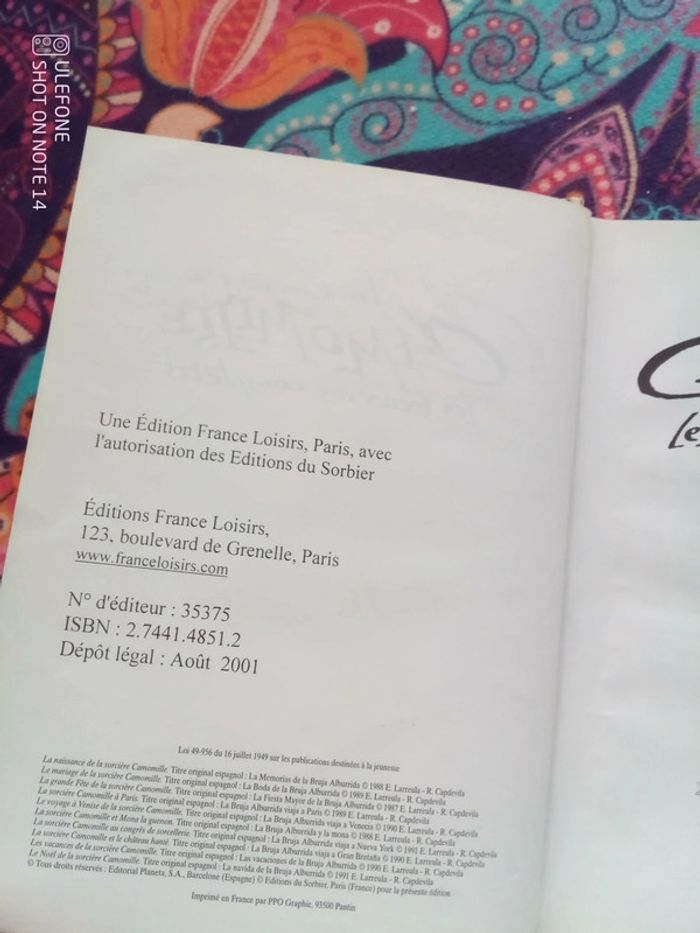 ULEFONE
SHOT ON NOTE 14
Une Édition France Loisirs, Paris, avec
l'autorisation des Editions du Sorbier
Éditions France Loisirs,
123, boulevard de Grenelle, Paris
www.franceloisirs.com
N° d'éditeur : 35375
ISBN : 2.7441.4851.2
Dépôt légal : Août 2001
Loi 49-956 du 16 juillet 1949 sur les publications destinées à la jeunesse
La naissance de la sorcière Camomille. Titre original espagnol : La Memorias de la Bruja Alburrida © 1988 E. Larreula - R. Capdevila
Le mariage de la sorcière Camomille. Titre original espagnol : La Boda de la Bruja Alburrida © 1989 E. Larreula - R. Capdevila
La grande Fête de la sorcière Camomille. Titre original espagnol : La Fiesta Mayor de la Bruja Alburrida © 1987 E. Larreula - R. Capdevila
La sorcière Camomille à Paris. Titre original espagnol : La Bruja Alburrida viaja a Paris © 1989 E. Larreula - R. Capdevila
Le voyage à Venise de la sorcière Camomille. Titre original espagnol : La Bruja Alburrida viaja a Venecia © 1990 E. Larreula - R. Capdevila
La sorcière Camomille et Mona la guenon. Titre original espagnol : La Bruja Alburrida y la mona © 1988 E. Larreula - R. Capdevila
La sorcière Camomille au congrès de sorcellerie. Titre original espagnol : La Bruja Alburrida viaja a Nueva York © 1991 E. Larreula - R. Capdevila
La sorcière Camomille et le château hanté. Titre original espagnol : La Bruja Alburrida viaja a Gran Bretaña © 1990 E. Larreula - R. Capdevila
Les vacances de la sorcière Camomille. Titre original espagnol : Las vacaciones de la Bruja Alburrida © 1990 E. Larreula - R. Capdevila
Le Noël de la sorcière Camomille. Titre original espagnol : La navida de la Bruja Alburrida © 1991 E. Larreula - R. Capdevila
© Tous droits réservés : Editorial Planeta, S.A., Barcelone (Espagne) © Editions du Sorbier, Paris (France) pour la présente édition
Imprimé en France par PPO Graphic, 93500 Pantin